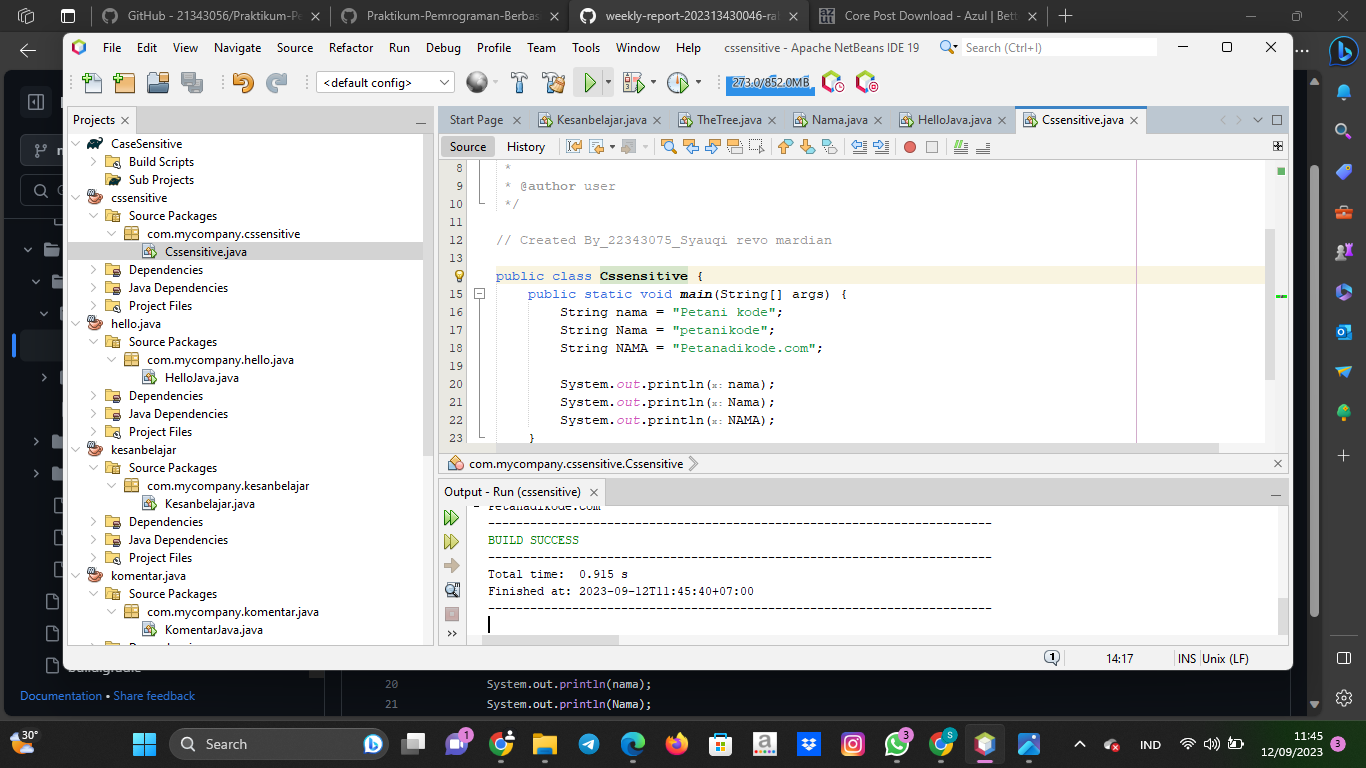 GitHub - 21343056/Praktikum-P
Praktikum-Pemrograman-Berbas
weekly-report-202313430046-ral
Core Post Download - Azul | Bett
File Edit View Navigate Source Refactor Run Debug Profile Team Tools Window Help
cssensitive - Apache NetBeans IDE 19
Search (Ctrl+I)
<default config>
273.0/852.0MB
Projects
Start Page
Kesanbelajar.java
TheTree.java
Nama.java
HelloJava.java
Cssensitive.java
Source History
CaseSensitive
Build Scripts
Sub Projects
cssensitive
Source Packages
com.mycompany.cssensitive
Cssensitive.java
Dependencies
Java Dependencies
Project Files
hello.java
Source Packages
com.mycompany.hello.java
HelloJava.java
Dependencies
Java Dependencies
Project Files
kesanbelajar
Source Packages
com.mycompany.kesanbelajar
Kesanbelajar.java
Dependencies
Java Dependencies
Project Files
komentar.java
Source Packages
com.mycompany.komentar.java
KomentarJava.java
8 *
9 * @author user
10 */
11
12 // Created By_22343075_Syauqi revo mardian
13
public class Cssensitive {
15 public static void main(String[] args) {
16 String nama = "Petani kode";
17 String Nama = "petanikode";
18 String NAMA = "Petanadikode.com";
19
20 System.out.println(x: nama);
21 System.out.println(x: Nama);
22 System.out.println(x: NAMA);
23 }
com.mycompany.cssensitive.Cssensitive
Output - Run (cssensitive)
Petanadikode.com
------------------------------------------------------------------------
BUILD SUCCESS
------------------------------------------------------------------------
Total time: 0.915 s
Finished at: 2023-09-12T11:45:40+07:00
------------------------------------------------------------------------
1 14:17 INS Unix (LF)
build.gradle
Documentation • Share feedback
20 System.out.println(nama);
21 System.out.println(Nama);
30°
Search
1
3
S
IND
11:45
12/09/2023
3